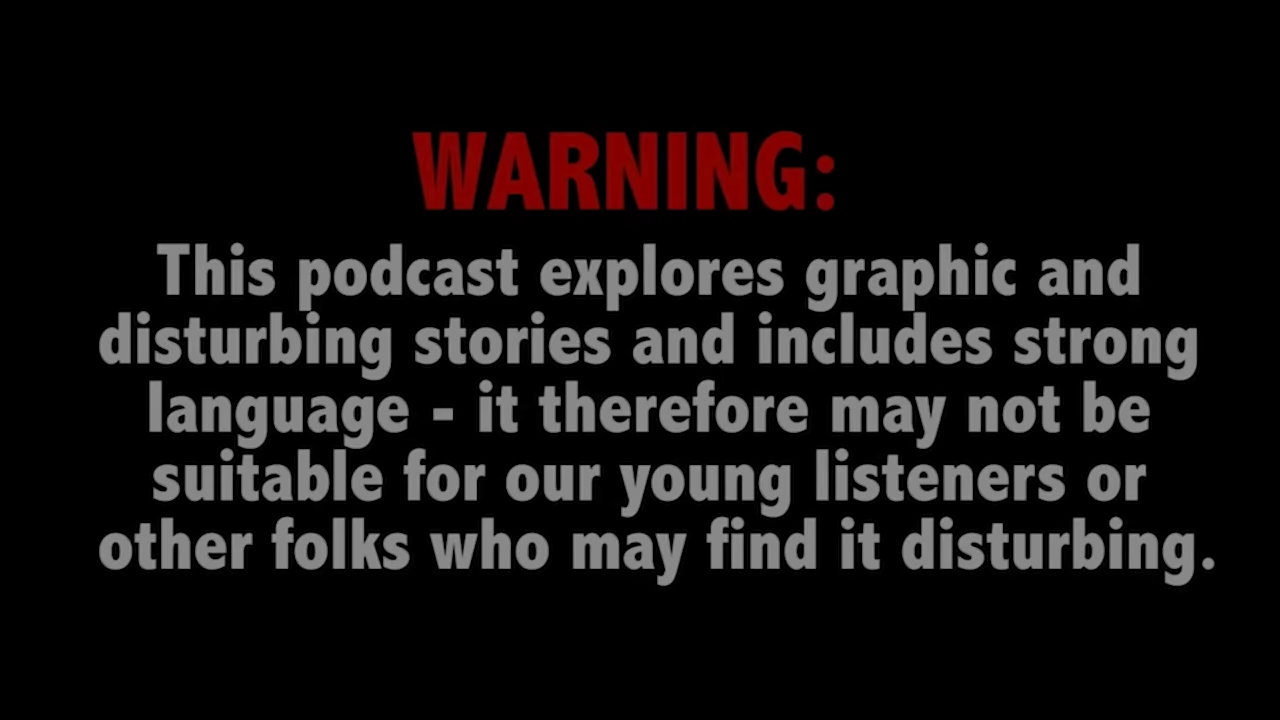 WARNING:
This podcast explores graphic and
disturbing stories and includes strong
language - it therefore may not be
suitable for our young listeners or
other folks who may find it disturbing.